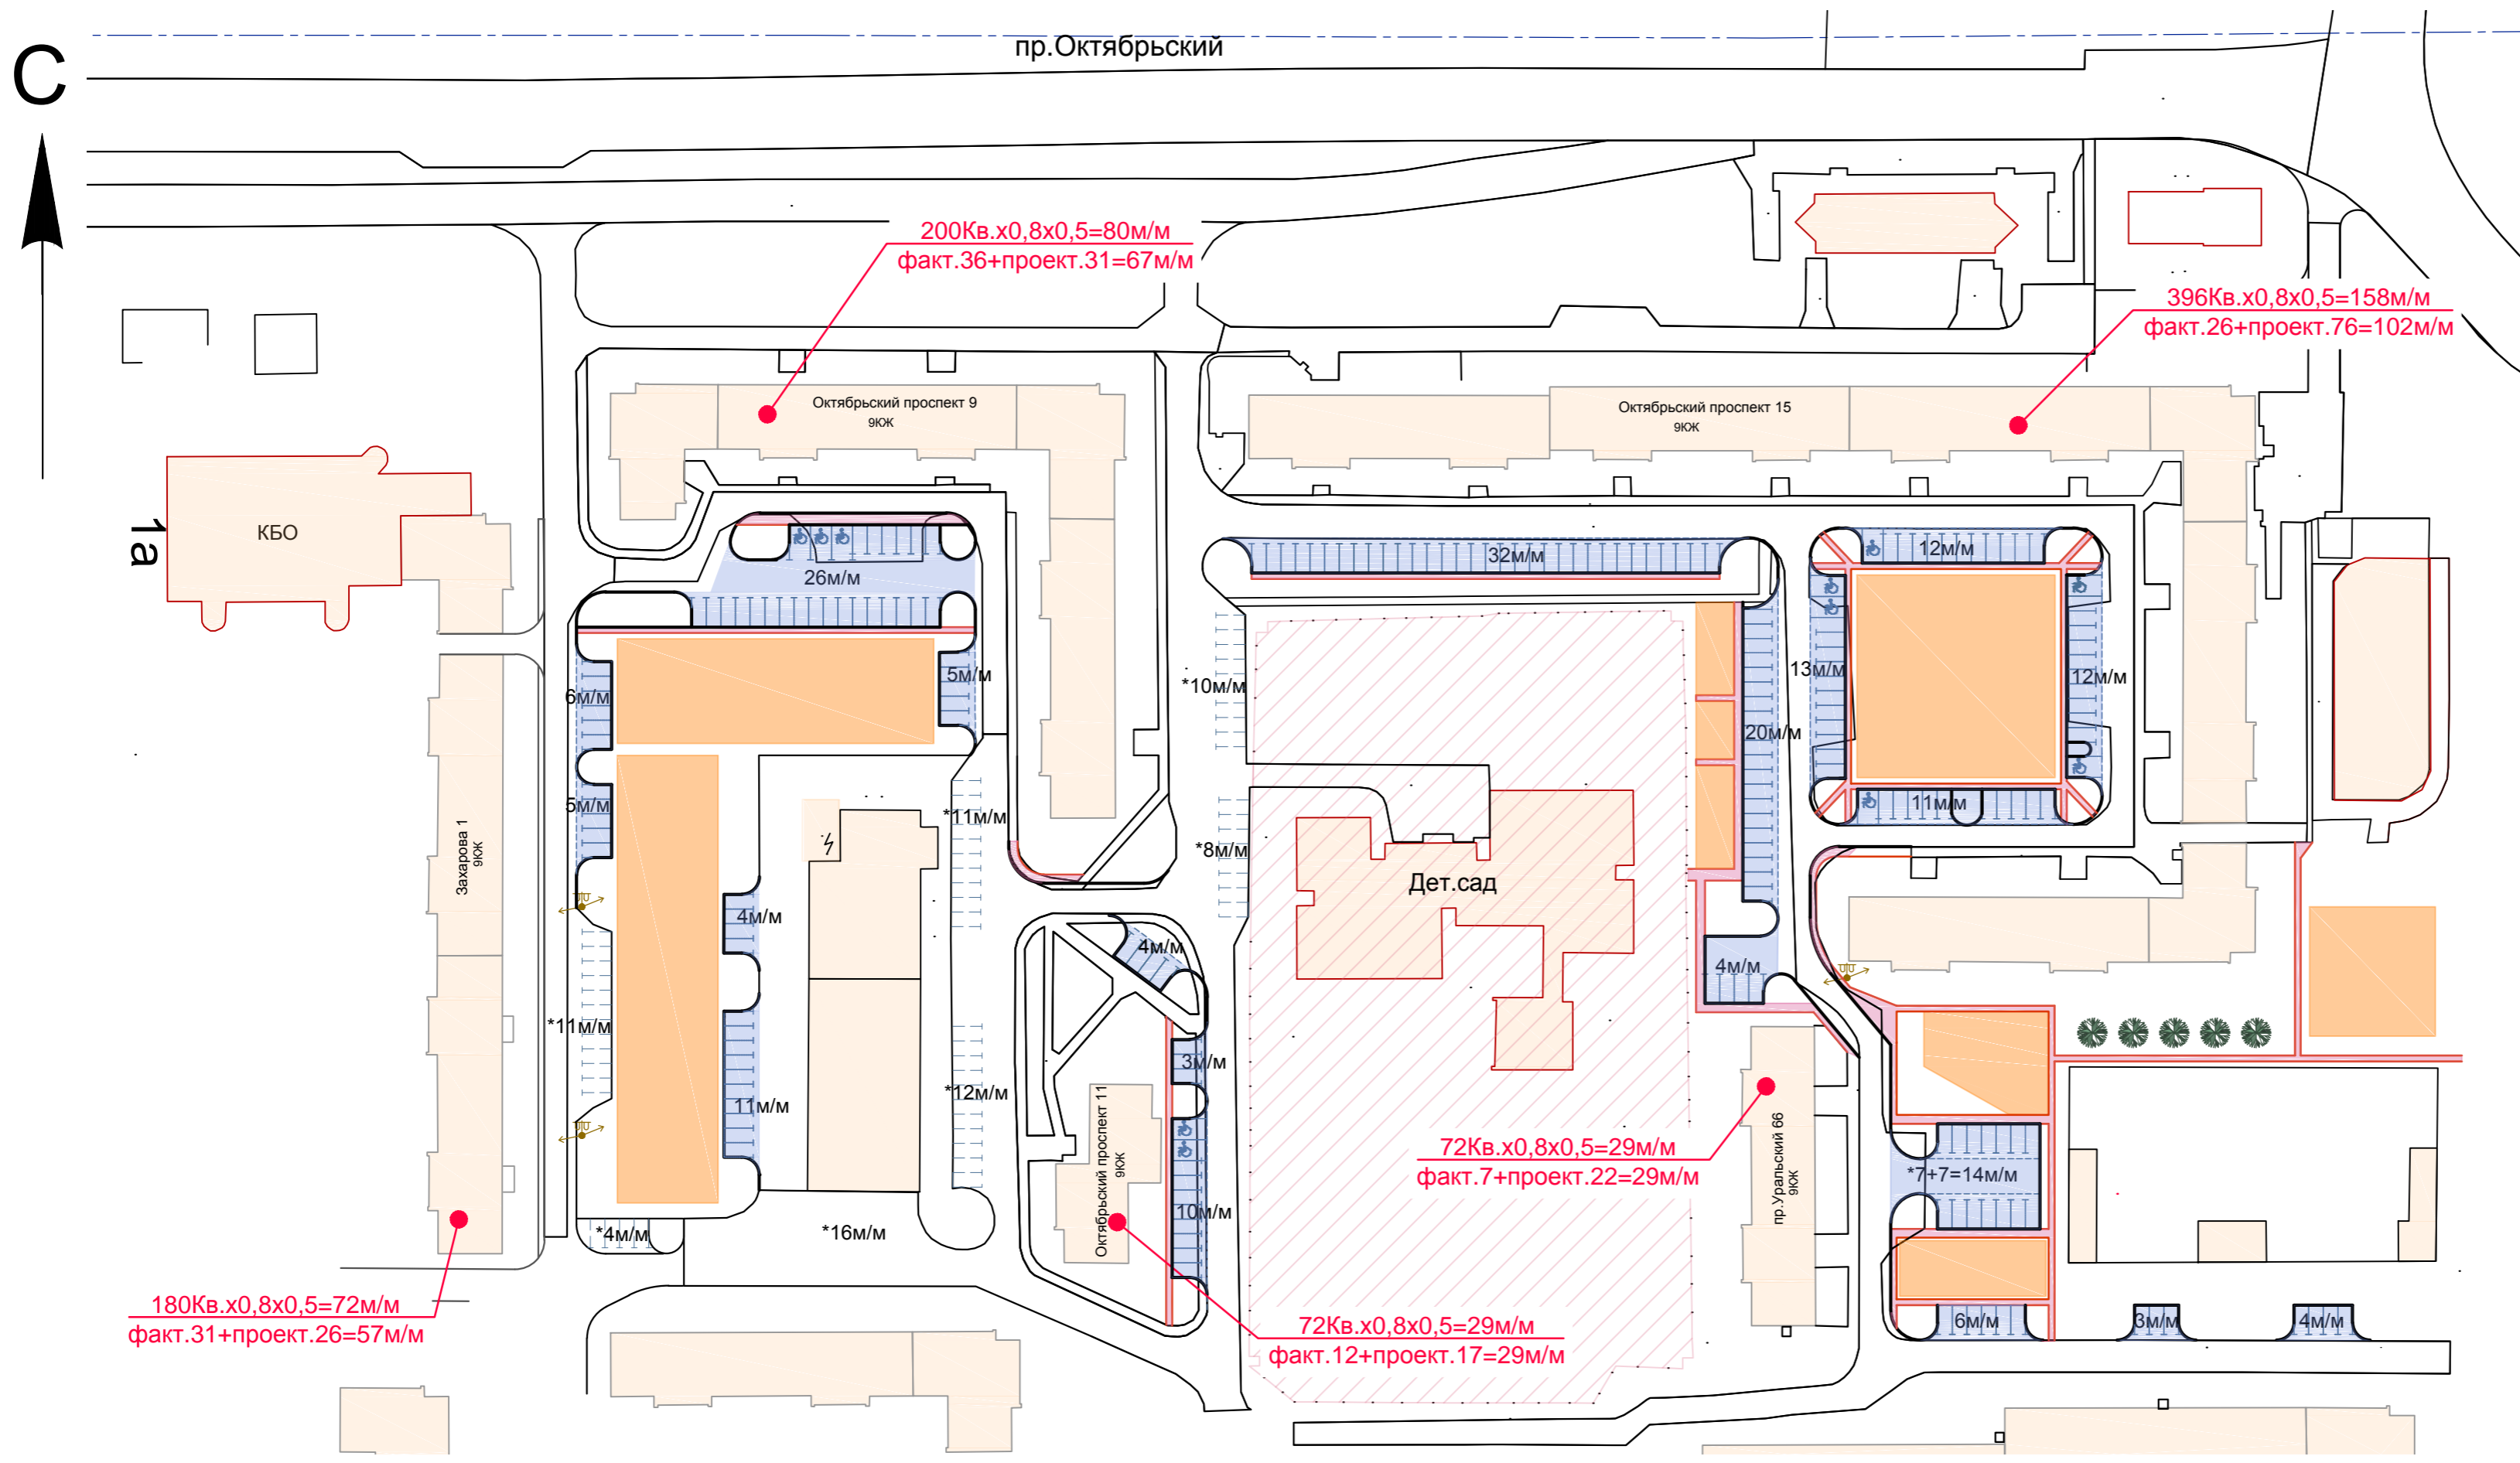 пр.Октябрьский
С
200Кв.х0,8х0,5=80м/м
факт.36+проект.31=67м/м
396Кв.х0,8х0,5=158м/м
факт.26+проект.76=102м/м
Октябрьский проспект 9
9КЖ
Октябрьский проспект 15
9КЖ
КБО
1а
26м/м
32м/м
12м/м
6м/м
5м/м
*10м/м
13м/м
12м/м
20м/м
5м/м
*11м/м
11м/м
*8м/м
Захарова 1
9КЖ
Дет.сад
4м/м
4м/м
4м/м
*11м/м
3м/м
*12м/м
11м/м
Октябрьский проспект 11
9КЖ
10м/м
72Кв.х0,8х0,5=29м/м
факт.7+проект.22=29м/м
пр.Уральский 66
9КЖ
*7+7=14м/м
*4м/м
*16м/м
180Кв.х0,8х0,5=72м/м
факт.31+проект.26=57м/м
72Кв.х0,8х0,5=29м/м
факт.12+проект.17=29м/м
6м/м
3м/м
4м/м